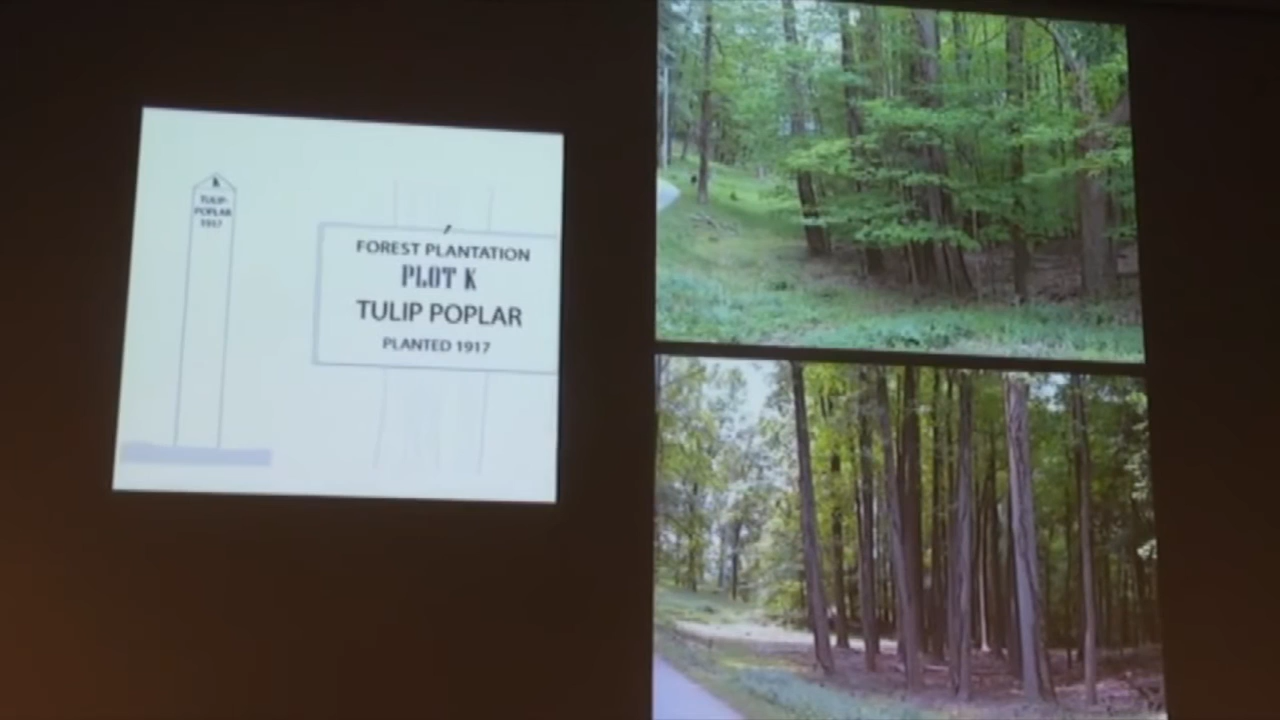 K
TULIP-
POPLAR
1917
FOREST PLANTATION
PLOT K
TULIP POPLAR
PLANTED 1917